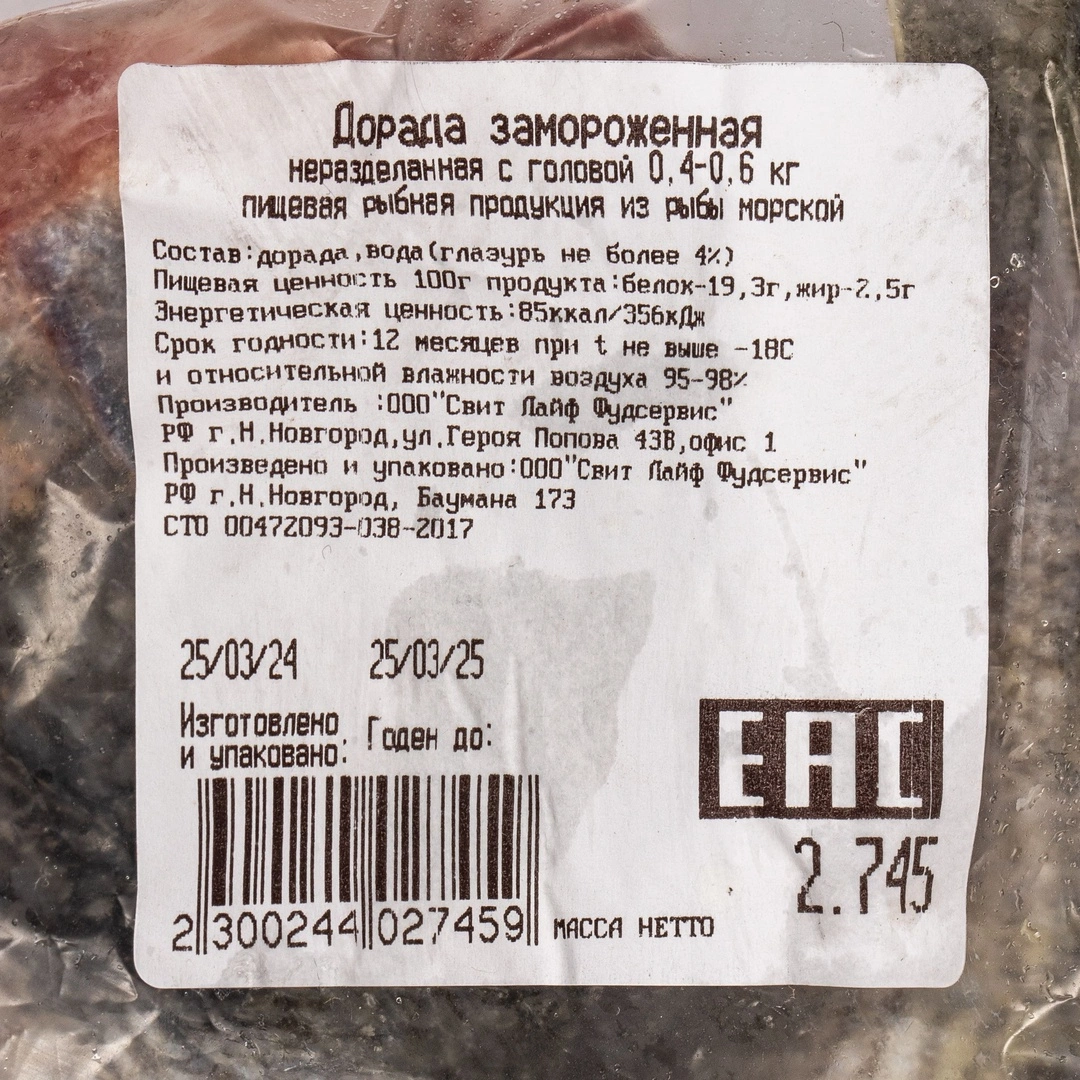 Дорада замороженная
неразделанная с головой 0,4-0,6 кг
пищевая рыбная продукция из рыбы морской
Состав:дорада,вода(глазурь не более 4%)
Пищевая ценность 100г продукта:белок-19,3г,жир-2,5г
Энергетическая ценность:85ккал/356кДж
Срок годности:12 месяцев при t не выше -18С
и относительной влажности воздуха 95-98%
Производитель :ООО"Свит Лайф Фудсервис"
РФ г.Н.Новгород,ул.Героя Попова 43В,офис 1
Произведено и упаковано:ООО"Свит Лайф Фудсервис"
РФ г.Н.Новгород, Баумана 173
СТО 00472093-038-2017
25/03/24 25/03/25
Изготовлено
и упаковано: Годен до:
EAC
2.745
2 300244 027459 МАССА НЕТТО